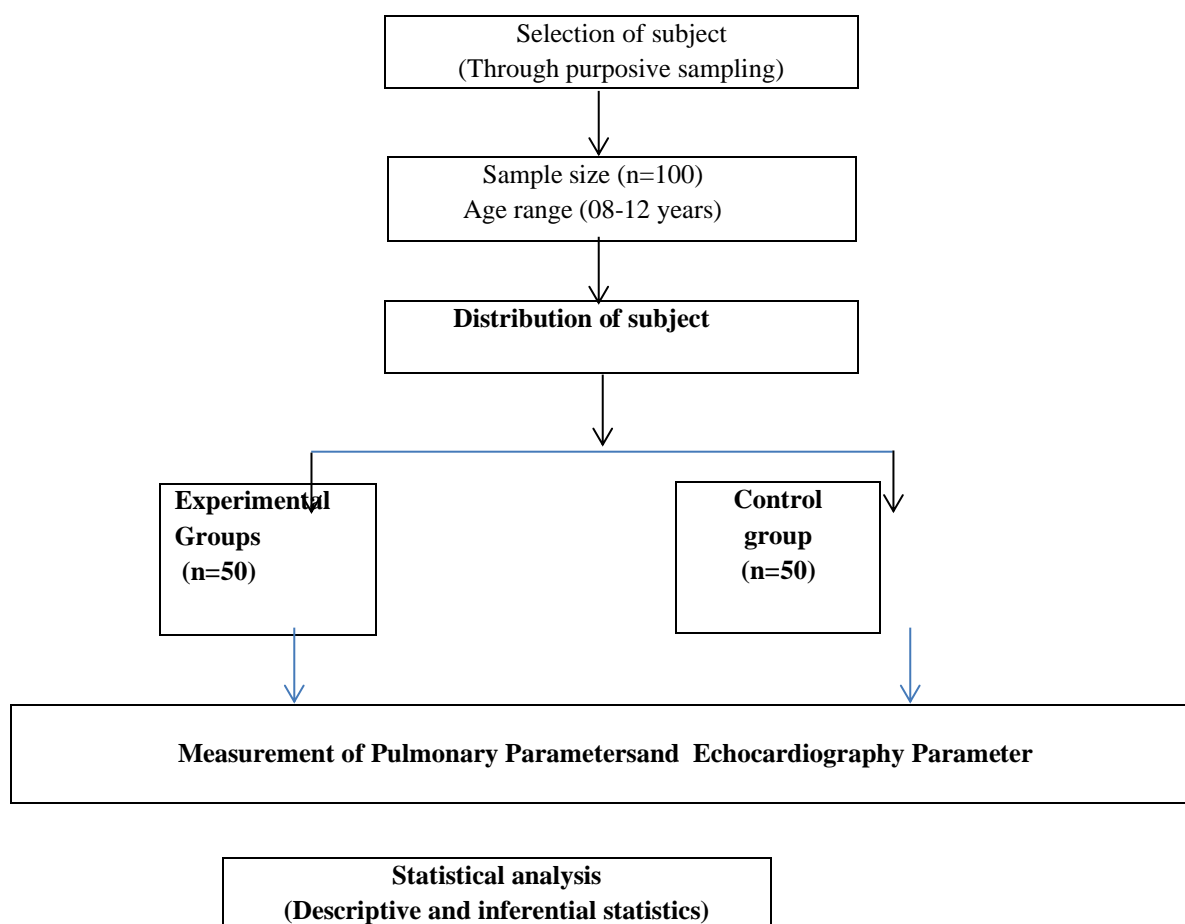 Selection of subject
(Through purposive sampling)
Sample size (n=100)
Age range (08-12 years)
Distribution of subject
Experimental
Groups
(n=50)
Control
group
(n=50)
Measurement of Pulmonary Parametersand Echocardiography Parameter
Statistical analysis
(Descriptive and inferential statistics)